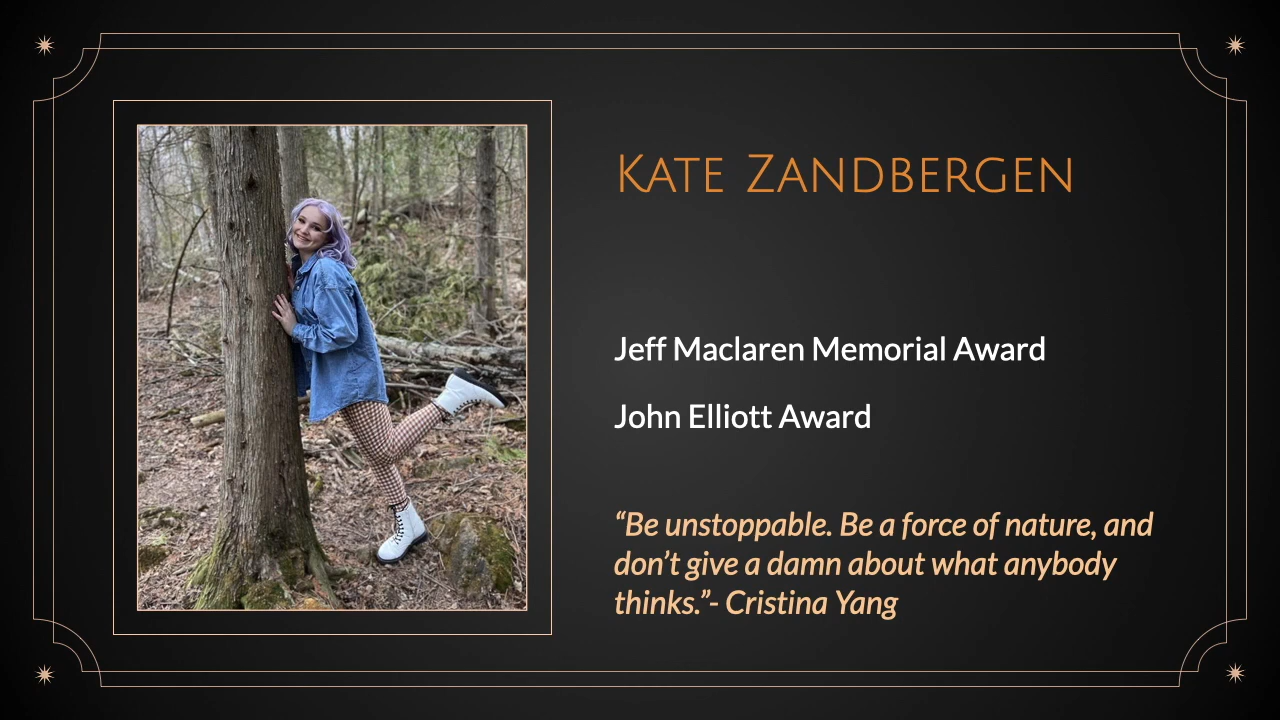 Kate Zandbergen
Jeff Maclaren Memorial Award
John Elliott Award
“Be unstoppable. Be a force of nature, and
don’t give a damn about what anybody
thinks.”- Cristina Yang